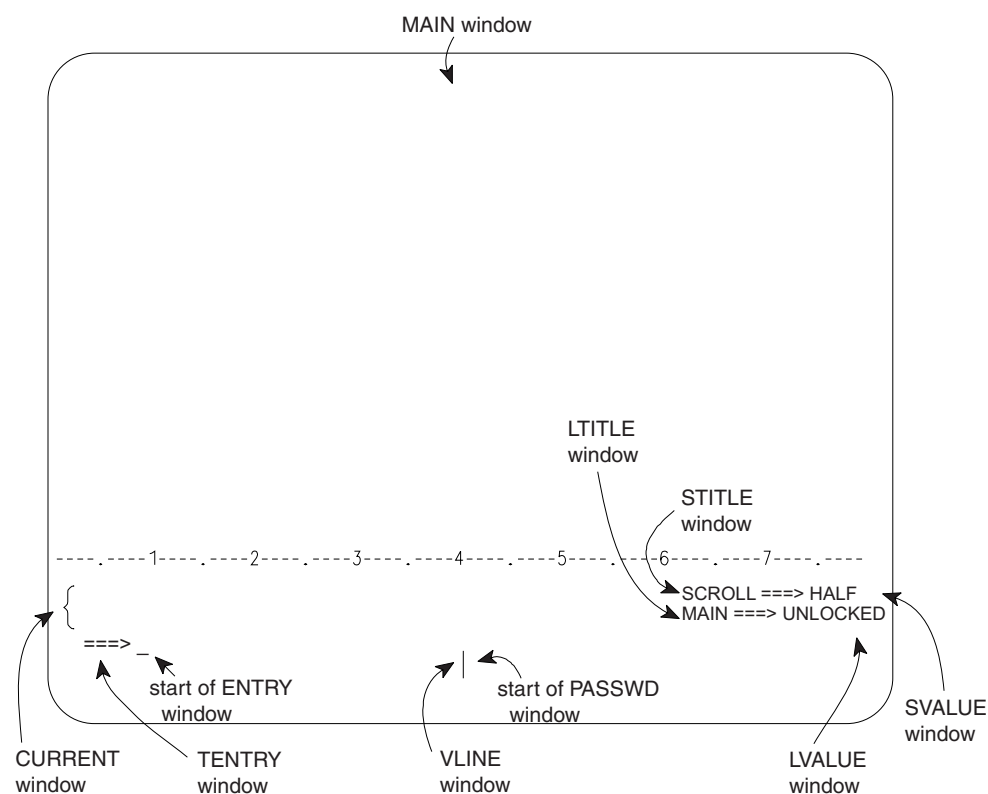 MAIN window
LTITLE
window
STITLE
window
----.----1----.----2----.----3----.----4----.----5----.----6----.----7----.----
SCROLL ===> HALF
MAIN ===> UNLOCKED
===> _
start of ENTRY
window
start of PASSWD
window
SVALUE
window
CURRENT
window
TENTRY
window
VLINE
window
LVALUE
window